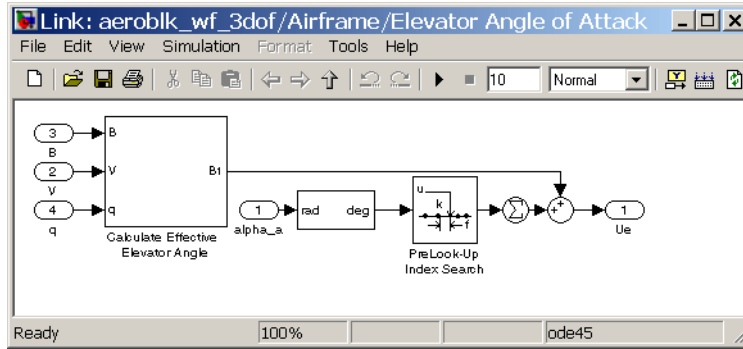 Link: aeroblk_wf_3dof/Airframe/Elevator Angle of Attack
File Edit View Simulation Format Tools Help
10 Normal
3
B
2
V
4
q
B
V
q
B1
Calculate Effective
Elevator Angle
1
alpha_a
rad deg
u
k
f
PreLook-Up
Index Search
Σ
+
+
1
Ue
Ready 100% ode45